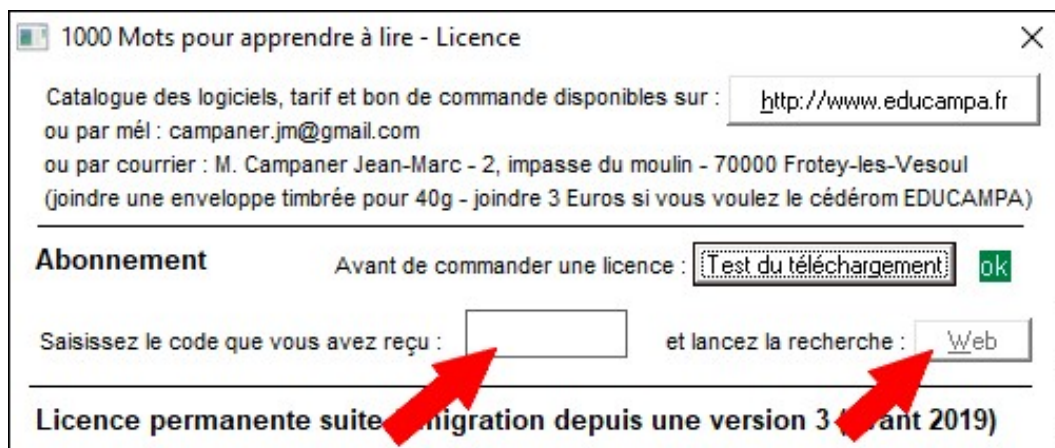 1000 Mots pour apprendre à lire - Licence
Catalogue des logiciels, tarif et bon de commande disponibles sur : http://www.educampa.fr
ou par mél : campaner.jm@gmail.com
ou par courrier : M. Campaner Jean-Marc - 2, impasse du moulin - 70000 Frotey-les-Vesoul
(joindre une enveloppe timbrée pour 40g - joindre 3 Euros si vous voulez le cédérom EDUCAMPA)
Abonnement Avant de commander une licence : Test du téléchargement ok
Saisissez le code que vous avez reçu : et lancez la recherche : Web
Licence permanente suite migration depuis une version 3 2019)